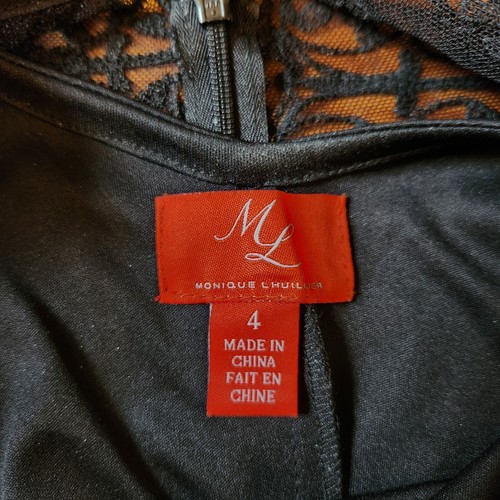 ML
MONIQUE LHUILLIER
4
MADE IN
CHINA
FAIT EN
CHINE